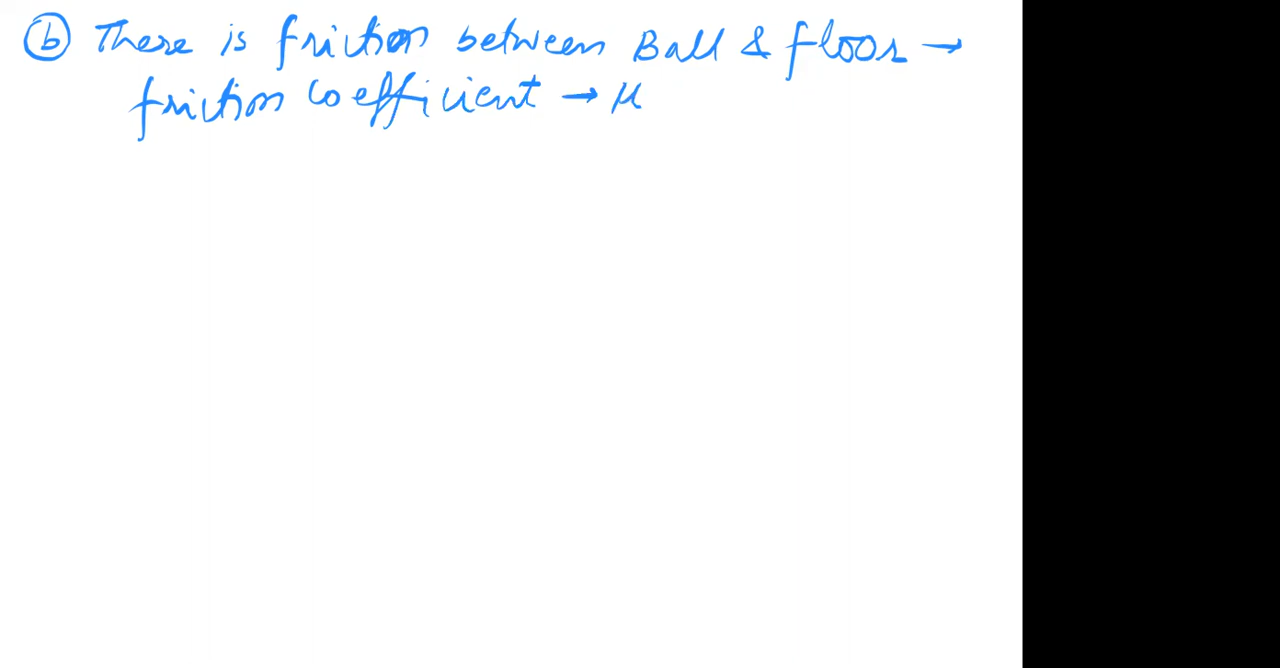 (b) There is friction between Ball & floor →
friction coefficient → μ